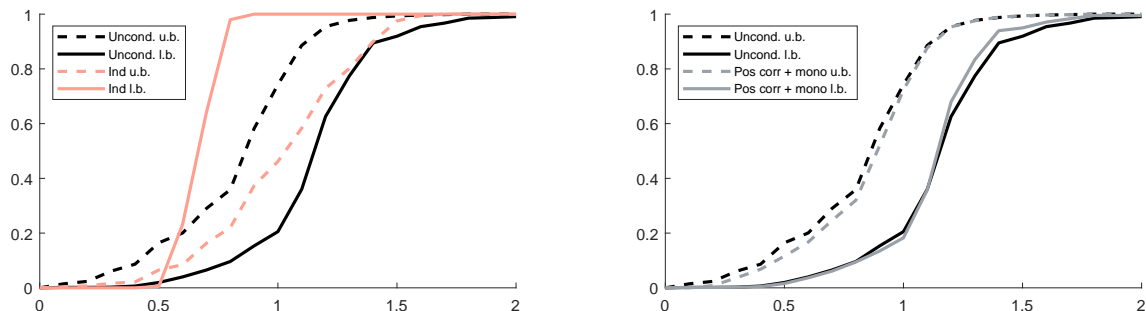 1
0.8
0.6
0.4
0.2
0
Uncond. u.b.
Uncond. l.b.
Ind u.b.
Ind l.b.
0 0.5 1 1.5 2
1
0.8
0.6
0.4
0.2
0
Uncond. u.b.
Uncond. l.b.
Pos corr + mono u.b.
Pos corr + mono l.b.
0 0.5 1 1.5 2